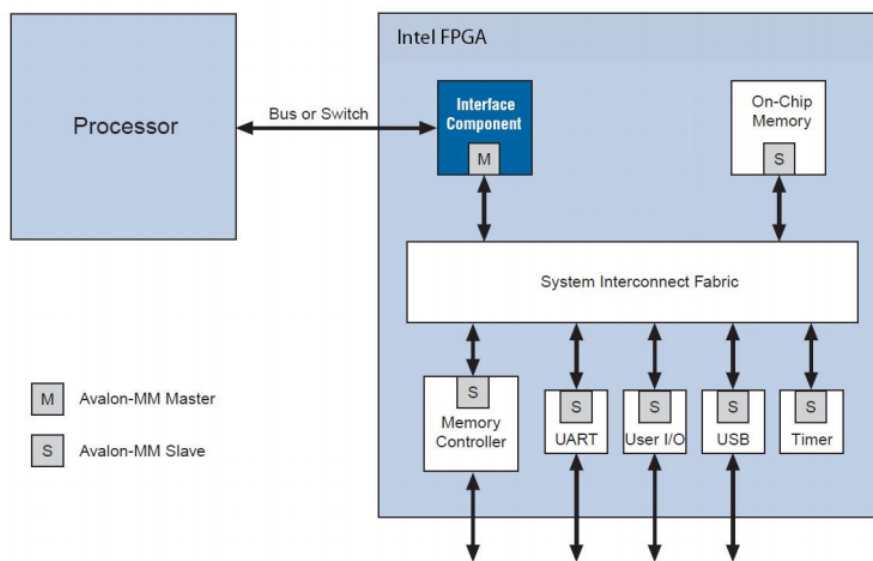 Intel FPGA
Processor
Bus or Switch
Interface
Component
M
On-Chip
Memory
S
System Interconnect Fabric
M Avalon-MM Master
S Avalon-MM Slave
S
Memory
Controller
S
UART
S
User I/O
S
USB
S
Timer